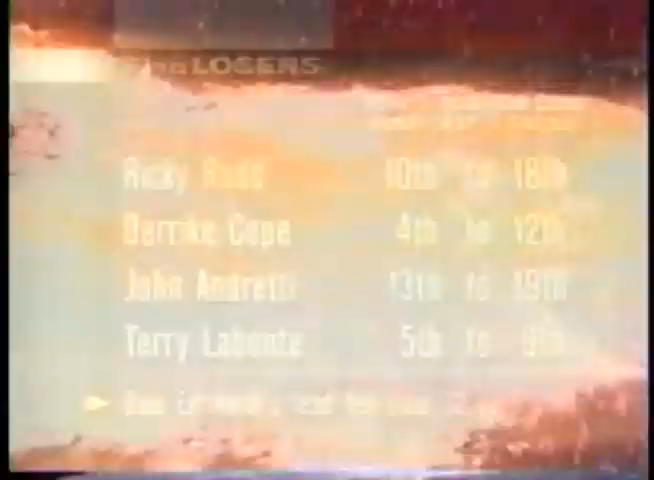 LOSERS
Ricky Rudd 10th to 18th
Derrike Cope 4th to 12th
John Andretti 13th to 19th
Terry Labonte 5th to 9th